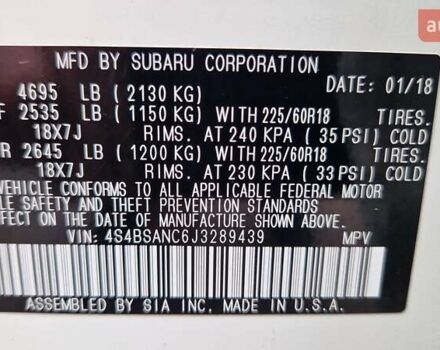 au
MFD BY SUBARU CORPORATION
DATE: 01/18
4695 LB (2130 KG)
F 2535 LB (1150 KG) WITH 225/60R18 TIRES.
18X7J RIMS. AT 240 KPA (35 PSI) COLD
R 2645 LB (1200 KG) WITH 225/60R18 TIRES.
18X7J RIMS. AT 230 KPA (33 PSI) COLD
VEHICLE CONFORMS TO ALL APPLICABLE FEDERAL MOTOR
LE SAFETY AND THEFT PREVENTION STANDARDS
EFFECT ON THE DATE OF MANUFACTURE SHOWN ABOVE
VIN: 4S4BSANC6J3289439 MPV
ASSEMBLED BY SIA INC. MADE IN U.S.A.